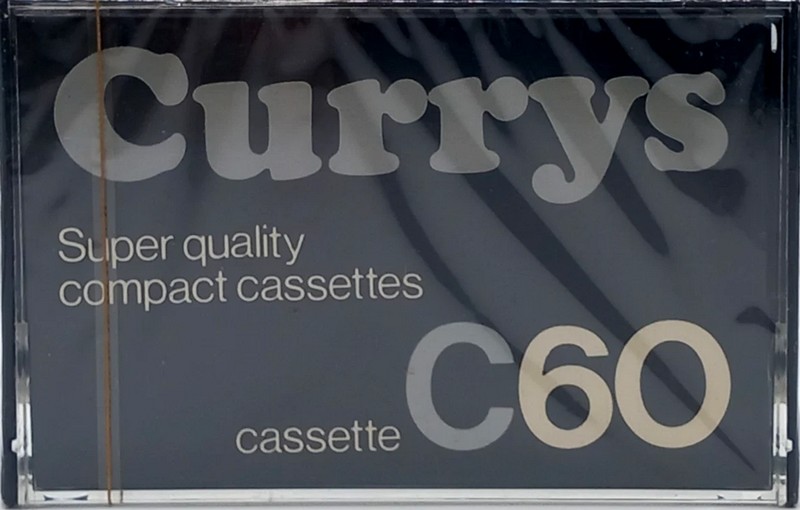 Currys
Super quality
compact cassettes
cassette C60